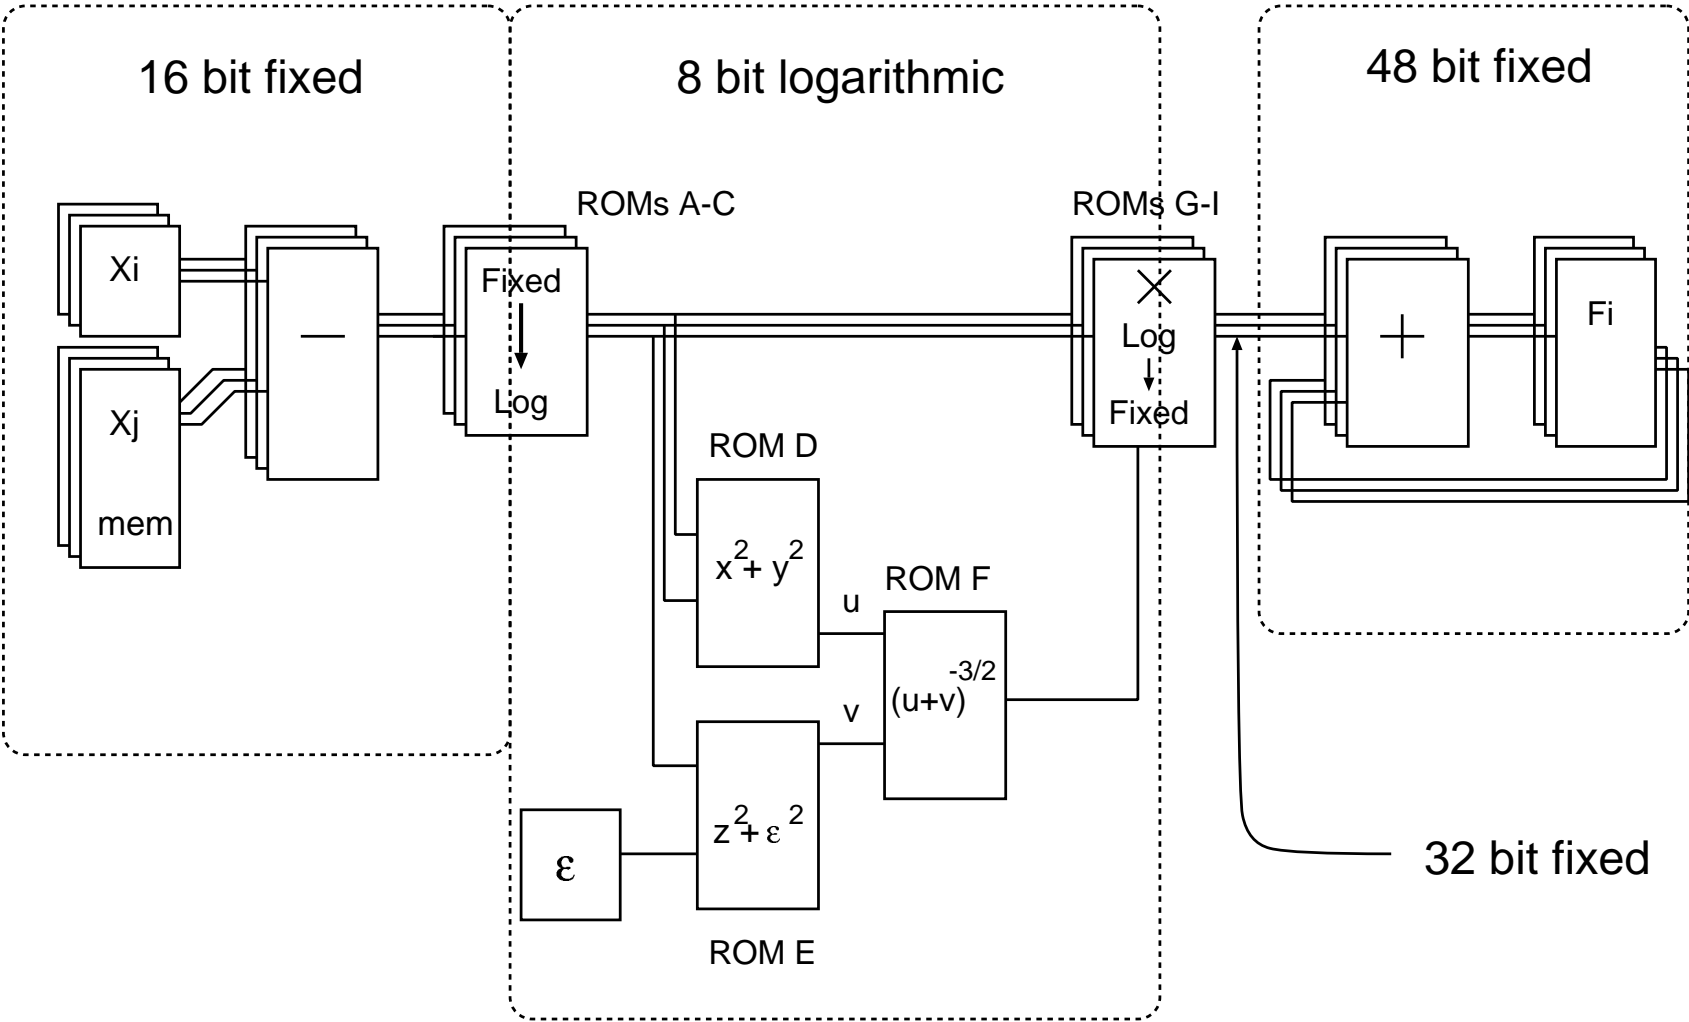 16 bit fixed
8 bit logarithmic
48 bit fixed
ROMs A-C
ROMs G-I
Xi
Xj
mem
—
Fixed
Log
×
Log
Fixed
+
Fi
ROM D
x² + y²
u
ROM F
(u+v)^-3/2
v
z² + ε²
ε
ROM E
32 bit fixed